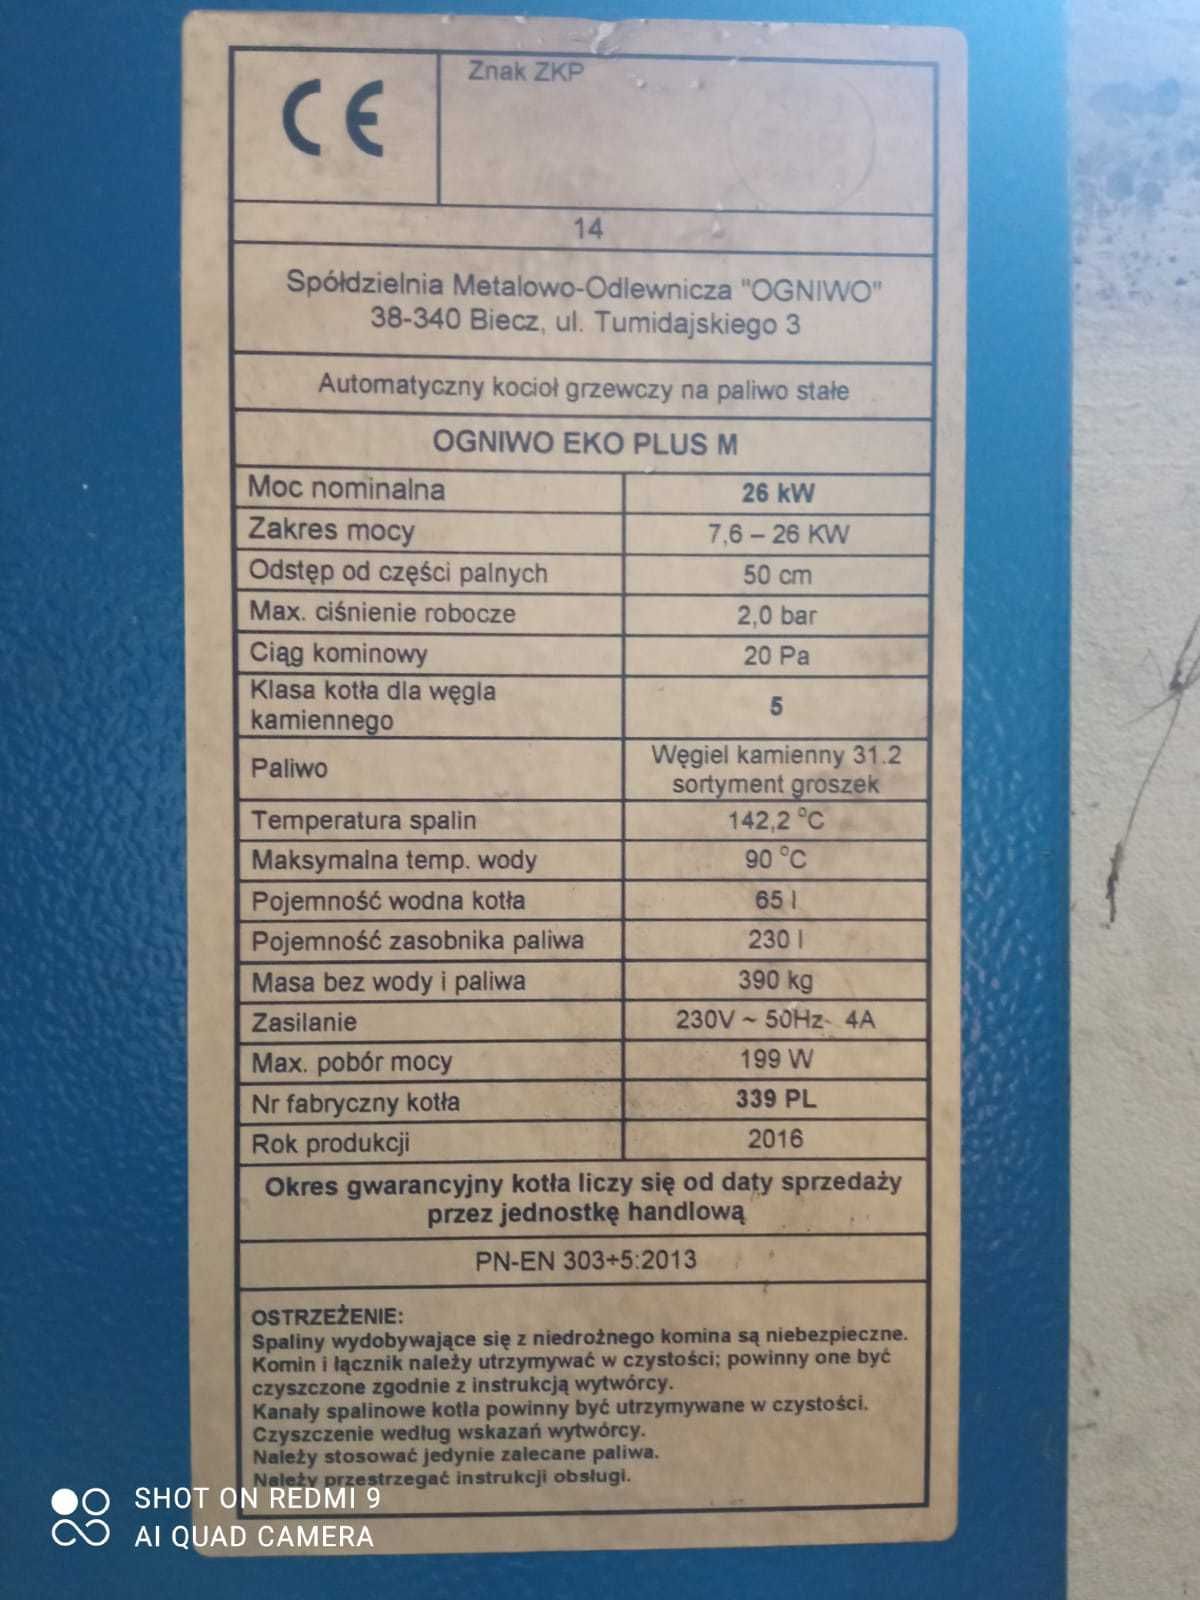 CE
Znak ZKP
14
Spółdzielnia Metalowo-Odlewnicza "OGNIWO"
38-340 Biecz, ul. Tumidajskiego 3
Automatyczny kocioł grzewczy na paliwo stałe
OGNIWO EKO PLUS M
Moc nominalna 26 kW
Zakres mocy 7,6 – 26 KW
Odstęp od części palnych 50 cm
Max. ciśnienie robocze 2,0 bar
Ciąg kominowy 20 Pa
Klasa kotła dla węgla
kamiennego
5
Paliwo
Węgiel kamienny 31.2
sortyment groszek
Temperatura spalin 142,2 °C
Maksymalna temp. wody 90 °C
Pojemność wodna kotła 65 l
Pojemność zasobnika paliwa 230 l
Masa bez wody i paliwa 390 kg
Zasilanie 230V ~ 50Hz~ 4A
Max. pobór mocy 199 W
Nr fabryczny kotła 339 PL
Rok produkcji 2016
Okres gwarancyjny kotła liczy się od daty sprzedaży
przez jednostkę handlową
PN-EN 303÷5:2013
OSTRZEŻENIE:
Spaliny wydobywające się z niedrożnego komina są niebezpieczne.
Komin i łącznik należy utrzymywać w czystości; powinny one być
czyszczone zgodnie z instrukcją wytwórcy.
Kanały spalinowe kotła powinny być utrzymywane w czystości.
Czyszczenie według wskazań wytwórcy.
Należy stosować jedynie zalecane paliwa.
Należy przestrzegać instrukcji obsługi.
SHOT ON REDMI 9
AI QUAD CAMERA